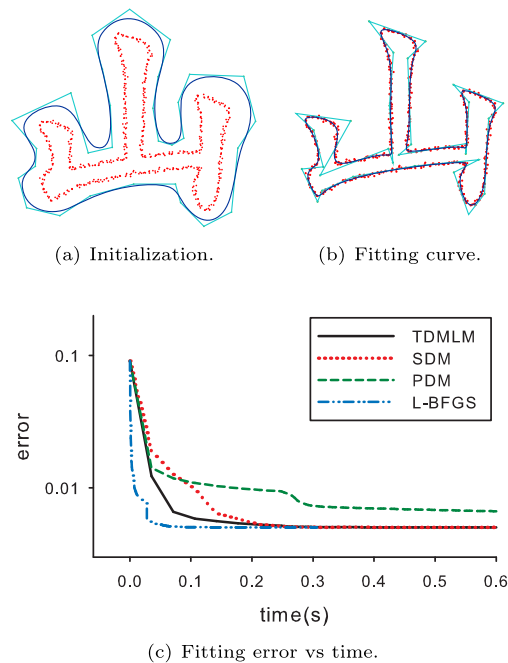 (a) Initialization.
(b) Fitting curve.
TDMLM
SDM
PDM
L-BFGS
0.1
0.01
error
0.0 0.1 0.2 0.3 0.4 0.5 0.6
time(s)
(c) Fitting error vs time.